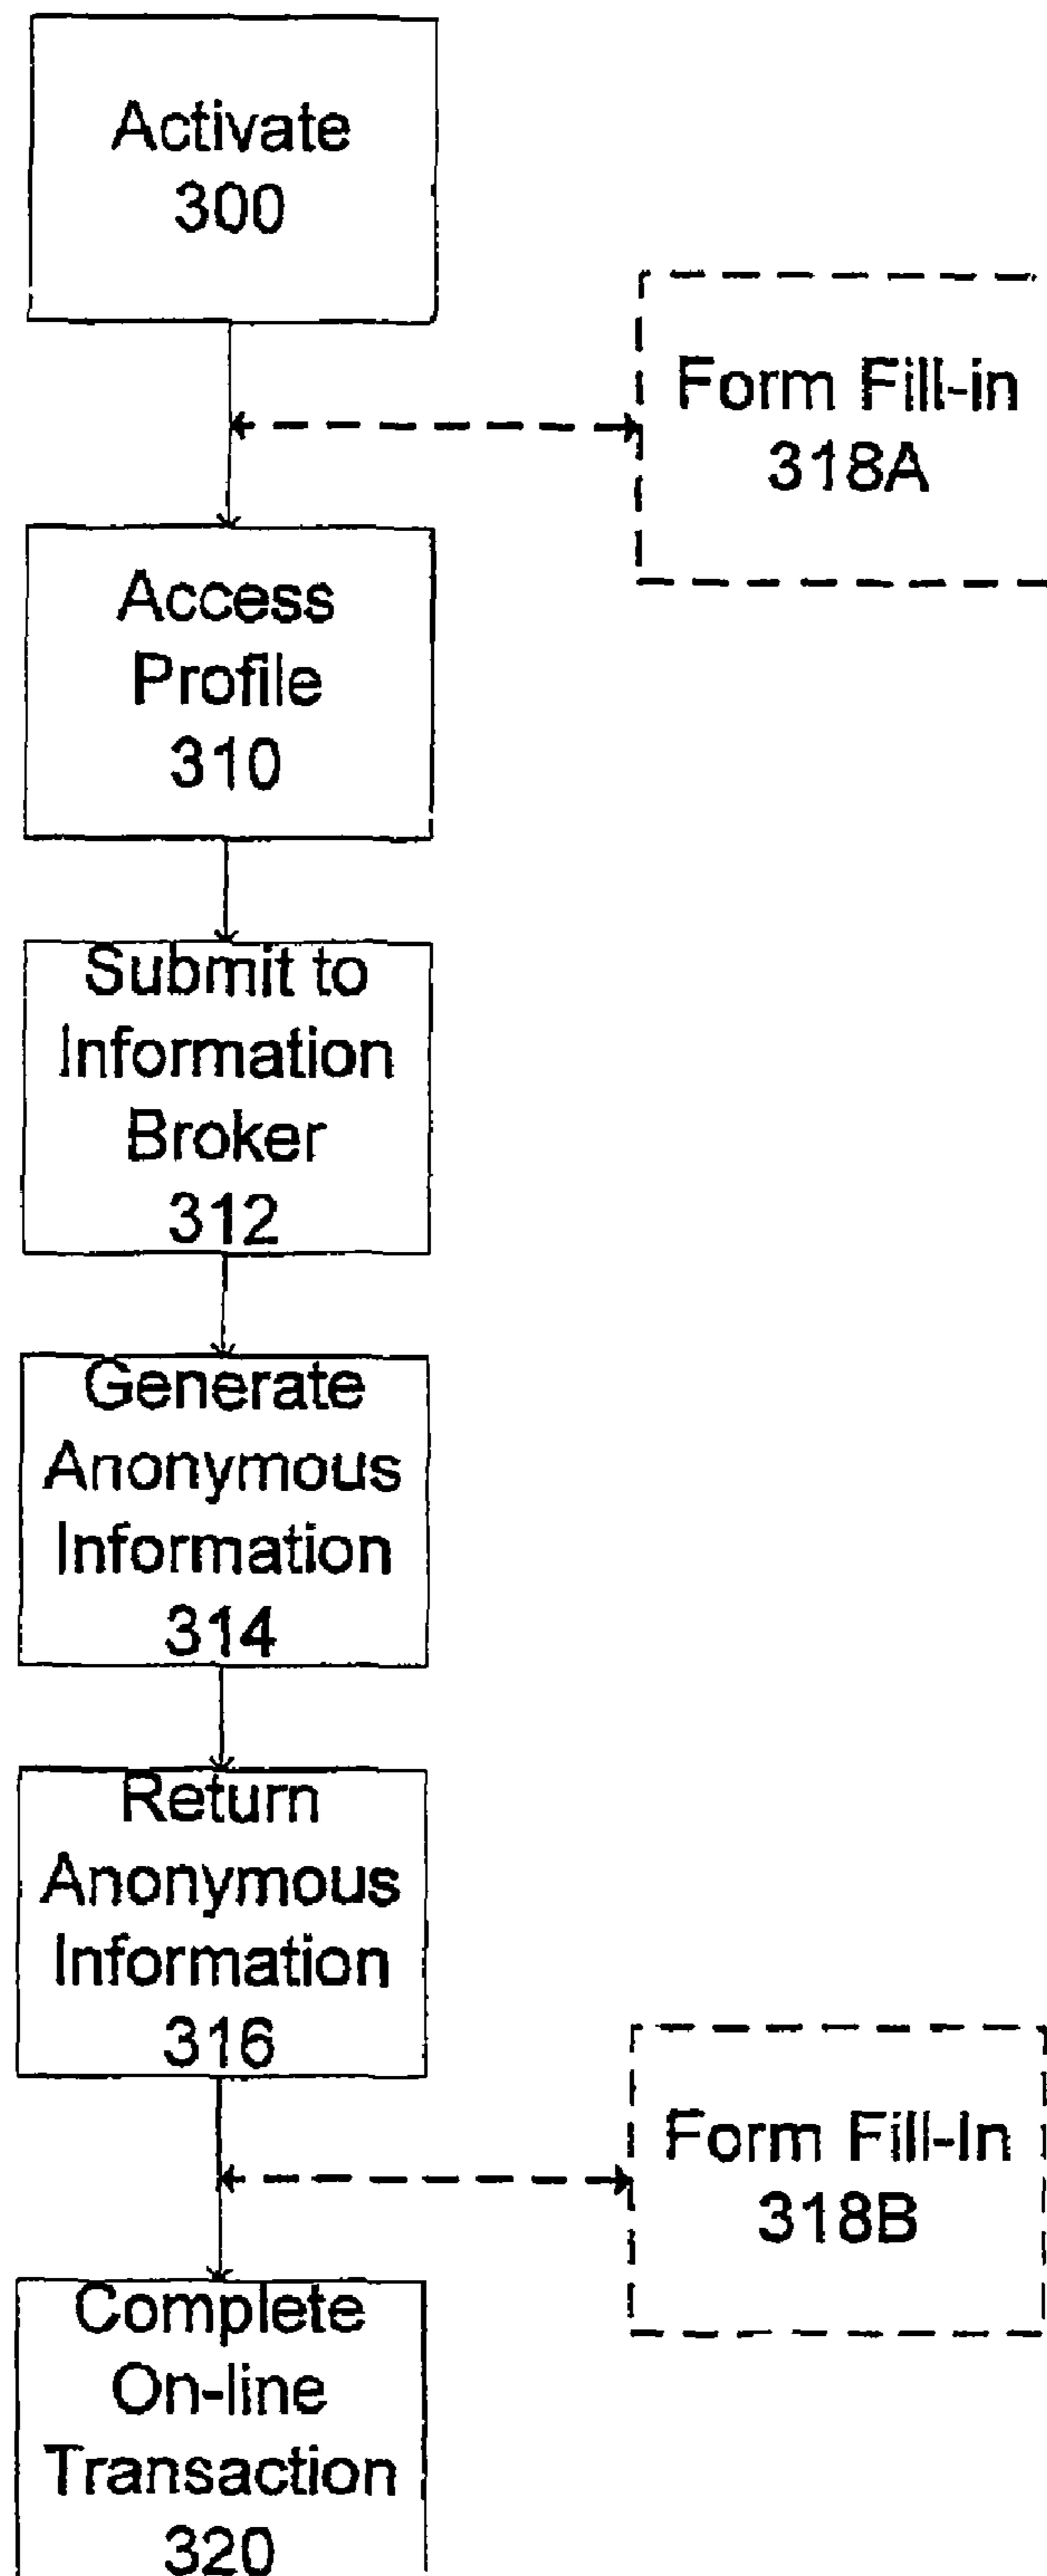 Activate
300
Form Fill-in
318A
Access
Profile
310
Submit to
Information
Broker
312
Generate
Anonymous
Information
314
Return
Anonymous
Information
316
Form Fill-In
318B
Complete
On-line
Transaction
320